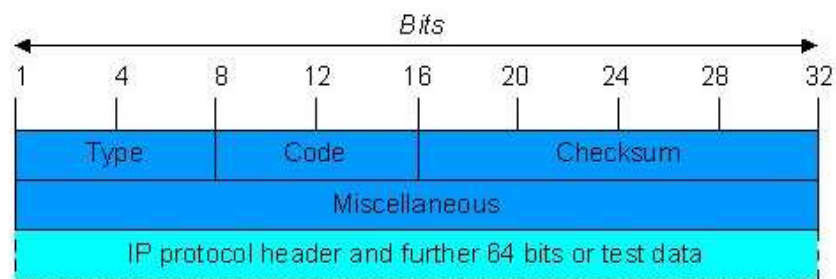 Bits
1 4 8 12 16 20 24 28 32
Type Code Checksum
Miscellaneous
IP protocol header and further 64 bits or test data